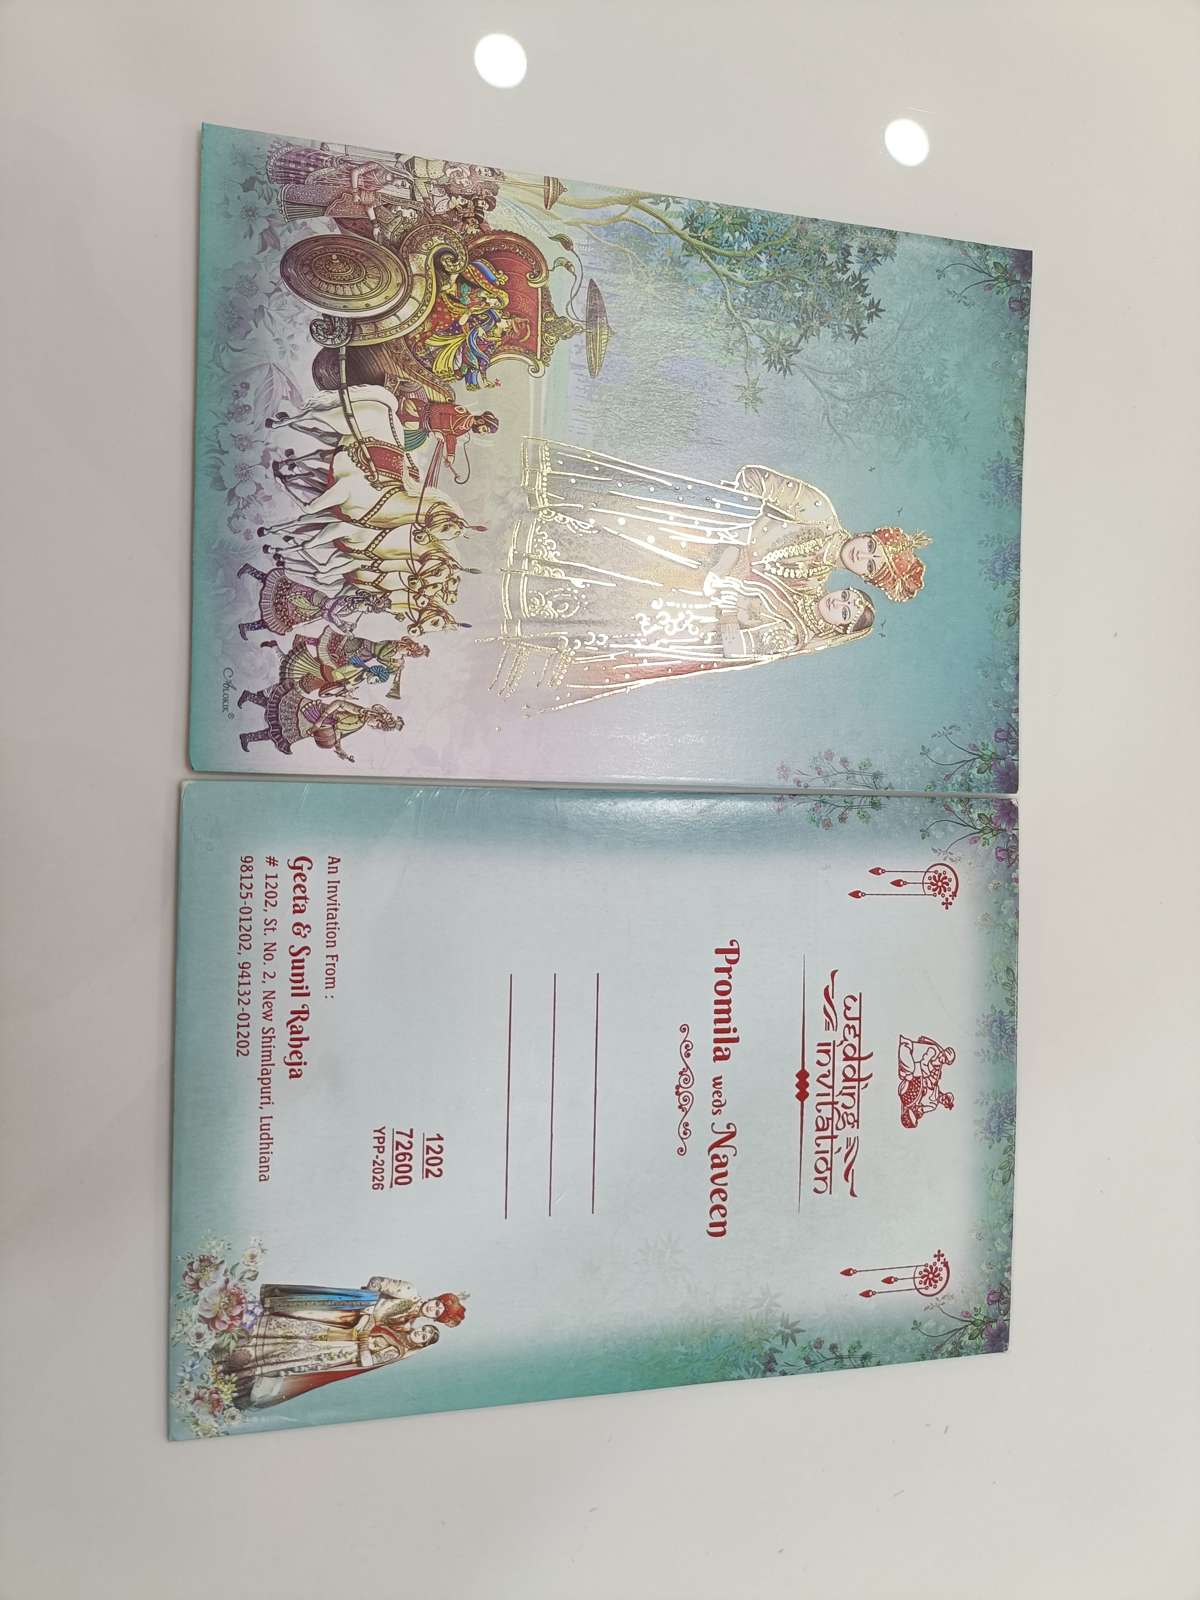 Alokik ®
wedding
invitation
Promila weds Naveen
1202
72600
YPP-2026
An Invitation From :
Geeta & Sunil Raheja
# 1202, St. No. 2, New Shimlapuri, Ludhiana
98125-01202, 94132-01202